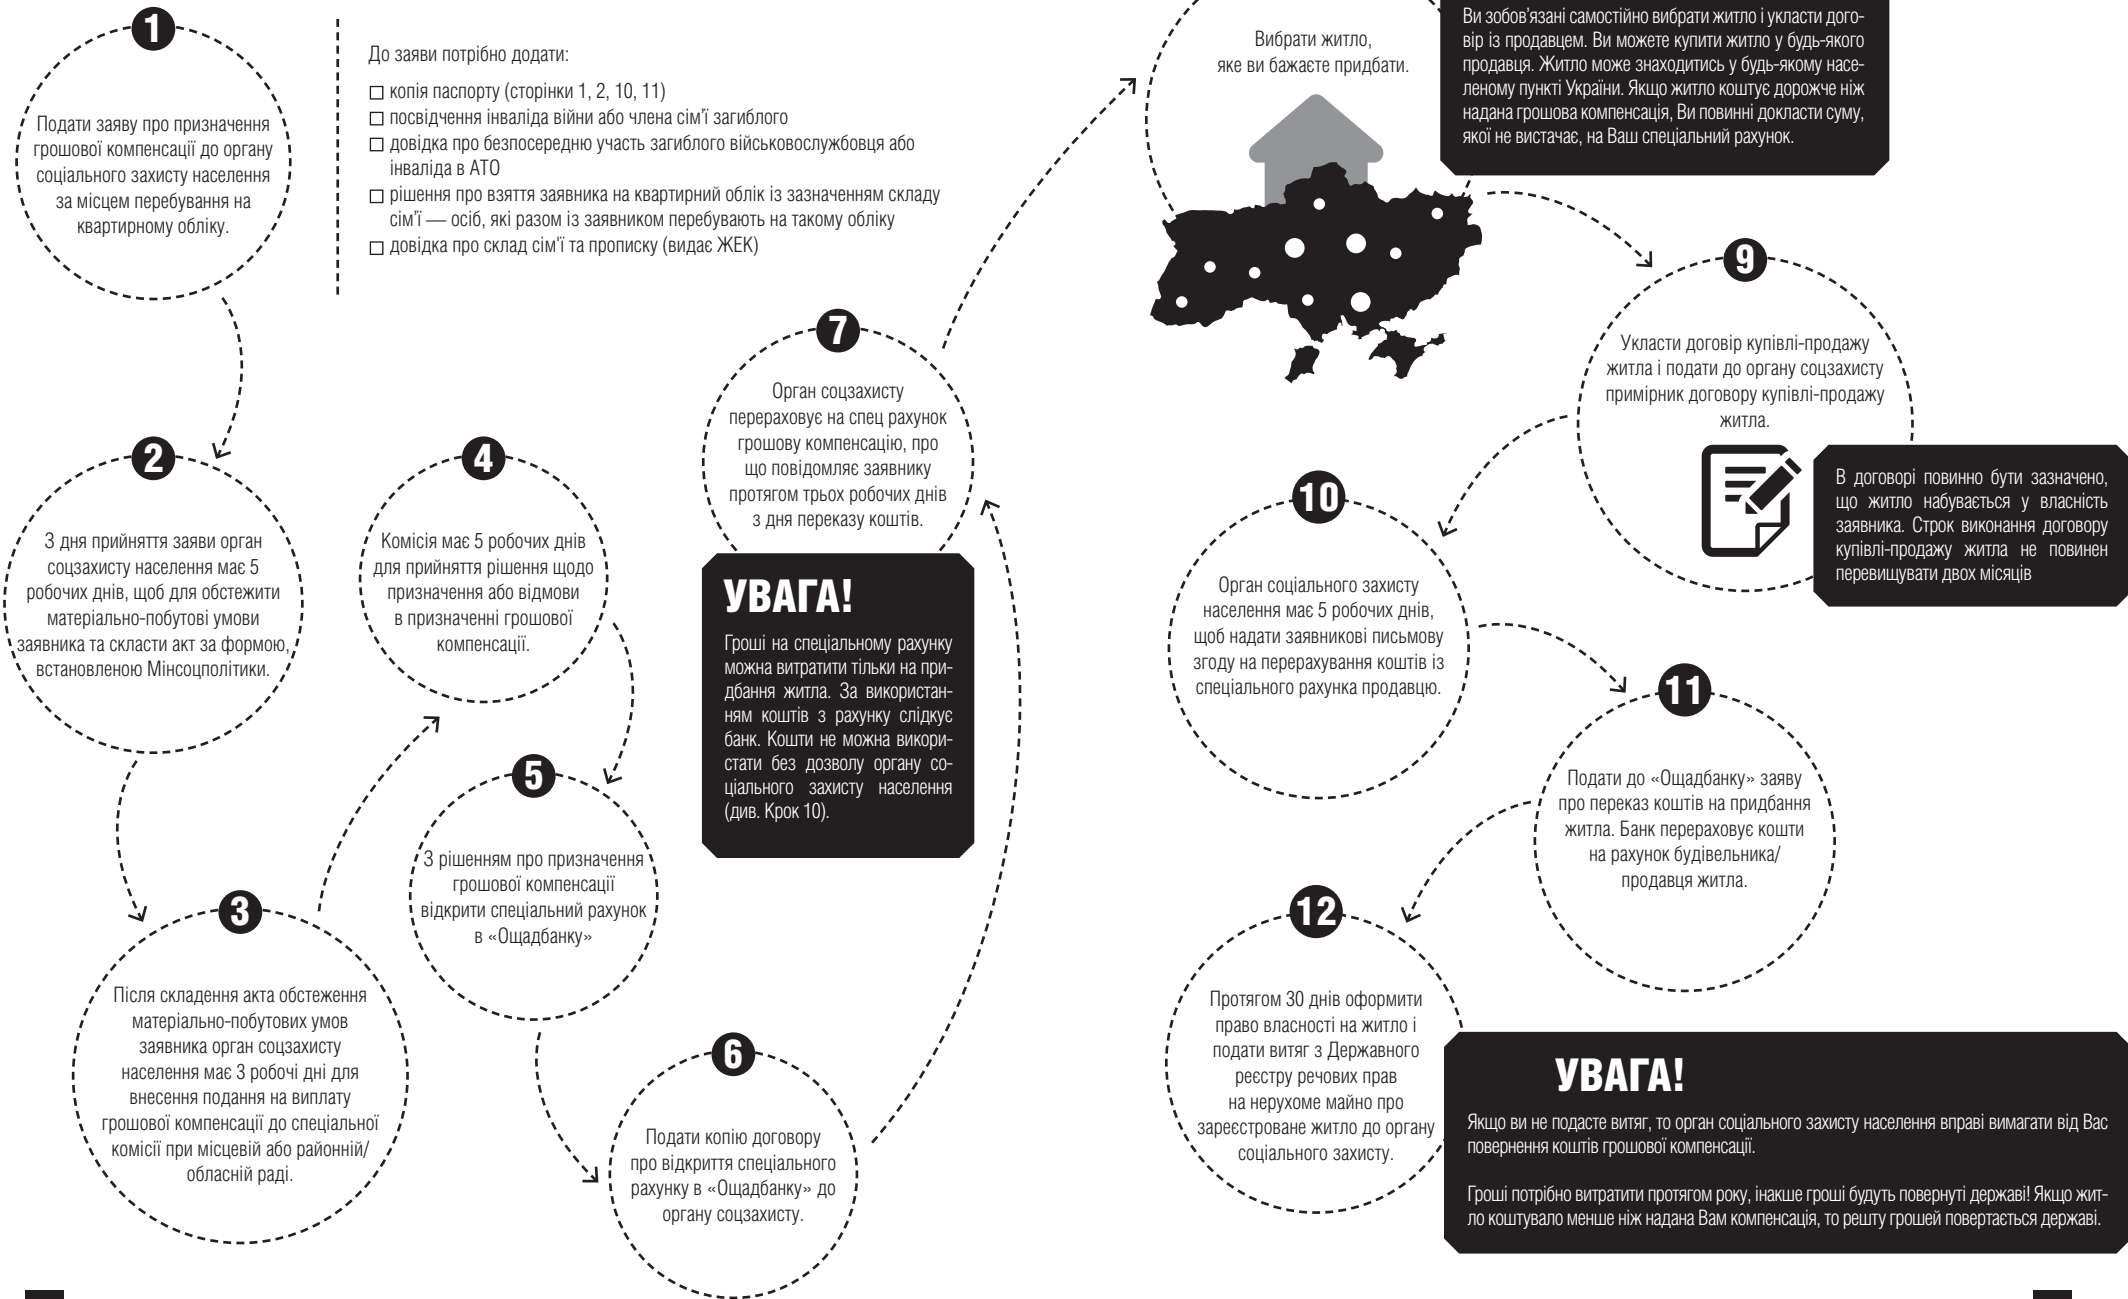 1
Подати заяву про призначення
грошової компенсації до органу
соціального захисту населення
за місцем перебування на
квартирному обліку.
До заяви потрібно додати:
копія паспорту (сторінки 1, 2, 10, 11)
посвідчення інваліда війни або члена сім'ї загиблого
довідка про безпосередню участь загиблого військовослужбовця або
інваліда в АТО
рішення про взяття заявника на квартирний облік із зазначенням складу
сім'ї — осіб, які разом із заявником перебувають на такому обліку
довідка про склад сім'ї та прописку (видає ЖЕК)
2
З дня прийняття заяви орган
соцзахисту населення має 5
робочих днів, щоб для обстежити
матеріально-побутові умови
заявника та скласти акт за формою,
встановленою Мінсоцполітики.
3
Після складення акта обстеження
матеріально-побутових умов
заявника орган соцзахисту
населення має 3 робочі дні для
внесення подання на виплату
грошової компенсації до спеціальної
комісії при місцевій або районній/
обласній раді.
4
Комісія має 5 робочих днів
для прийняття рішення щодо
призначення або відмови
в призначенні грошової
компенсації.
5
З рішенням про призначення
грошової компенсації
відкрити спеціальний рахунок
в «Ощадбанку»
6
Подати копію договору
про відкриття спеціального
рахунку в «Ощадбанку» до
органу соцзахисту.
7
Орган соцзахисту
перераховує на спец рахунок
грошову компенсацію, про
що повідомляє заявнику
протягом трьох робочих днів
з дня переказу коштів.
УВАГА!
Гроші на спеціальному рахунку
можна витратити тільки на при-
дбання житла. За використан-
ням коштів з рахунку слідкує
банк. Кошти не можна викори-
стати без дозволу органу со-
ціального захисту населення
(див. Крок 10).
Вибрати житло,
яке ви бажаєте придбати.
Ви зобов'язані самостійно вибрати житло і укласти дого-
вір із продавцем. Ви можете купити житло у будь-якого
продавця. Житло може знаходитись у будь-якому насе-
леному пункті України. Якщо житло коштує дорожче ніж
надана грошова компенсація, Ви повинні докласти суму,
якої не вистачає, на Ваш спеціальний рахунок.
9
Укласти договір купівлі-продажу
житла і подати до органу соцзахисту
примірник договору купівлі-продажу
житла.
В договорі повинно бути зазначено,
що житло набувається у власність
заявника. Строк виконання договору
купівлі-продажу житла не повинен
перевищувати двох місяців
10
Орган соціального захисту
населення має 5 робочих днів,
щоб надати заявникові письмову
згоду на перерахування коштів із
спеціального рахунка продавцю.
11
Подати до «Ощадбанку» заяву
про переказ коштів на придбання
житла. Банк перераховує кошти
на рахунок будівельника/
продавця житла.
12
Протягом 30 днів оформити
право власності на житло і
подати витяг з Державного
реєстру речових прав
на нерухоме майно про
зареєстроване житло до органу
соціального захисту.
УВАГА!
Якщо ви не подасте витяг, то орган соціального захисту населення вправі вимагати від Вас
повернення коштів грошової компенсації.
Гроші потрібно витратити протягом року, інакше гроші будуть повернуті державі! Якщо жит-
ло коштувало менше ніж надана Вам компенсація, то решту грошей повертається державі.